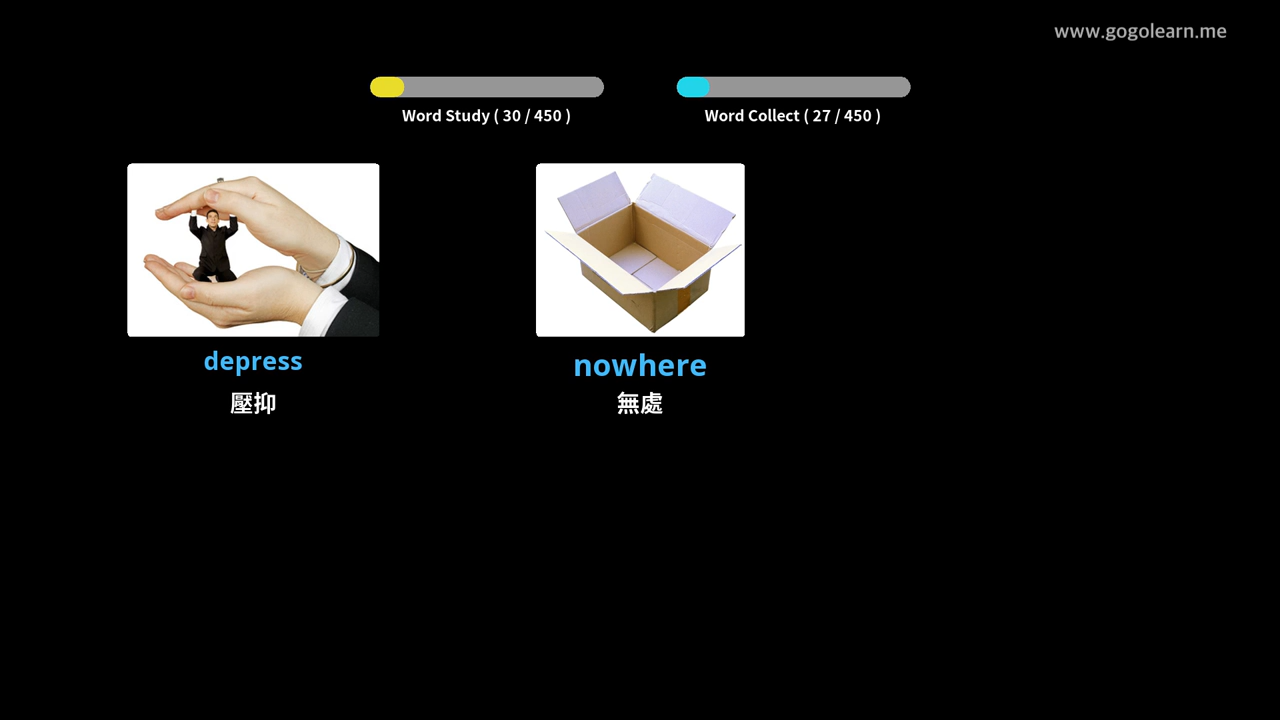 www.gogolearn.me
Word Study ( 30 / 450 )
Word Collect ( 27 / 450 )
depress
壓抑
nowhere
無處